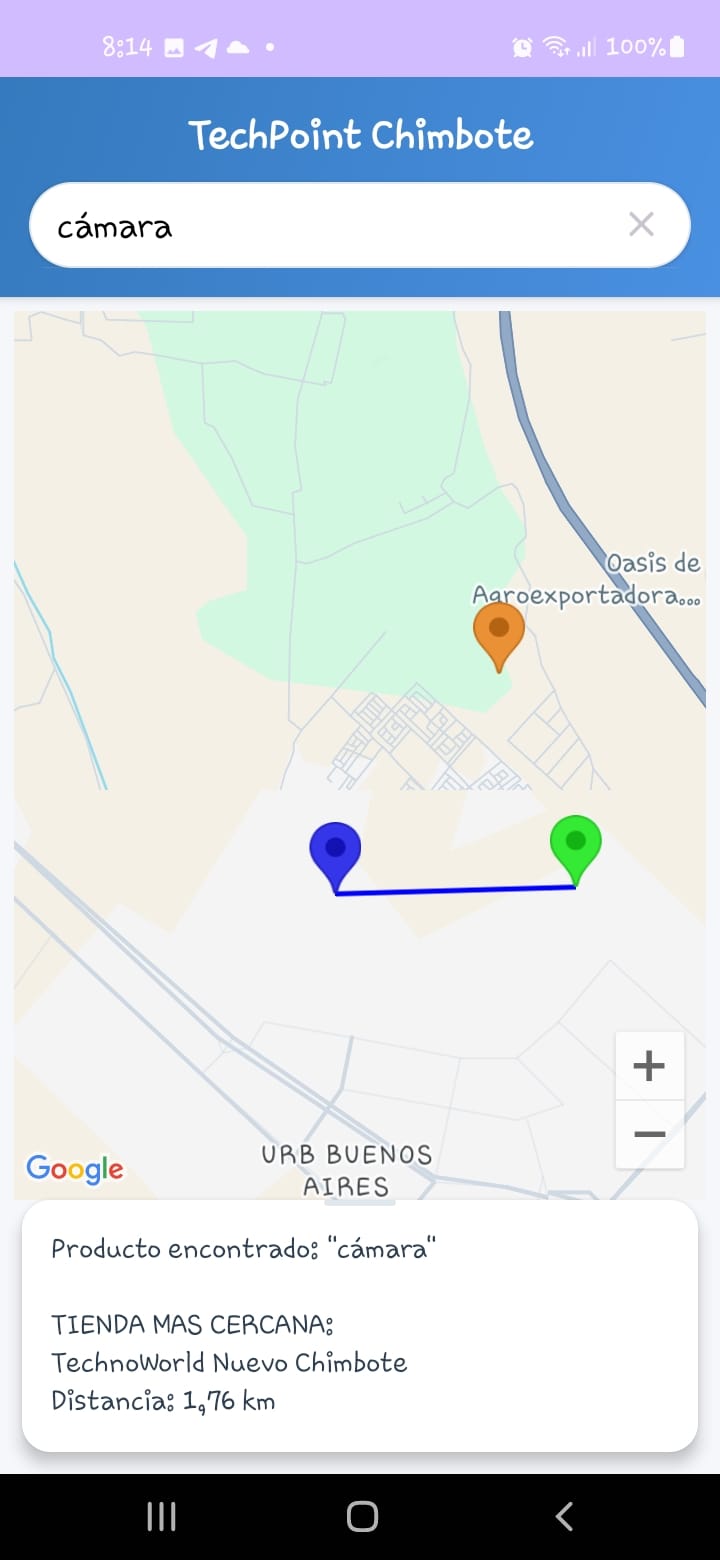 8:14
100%
TechPoint Chimbote
cámara
Oasis de
Agroexportadora...
URB BUENOS
AIRES
Google
Producto encontrado: "cámara"
TIENDA MAS CERCANA:
TechnoWorld Nuevo Chimbote
Distancia: 1,76 km